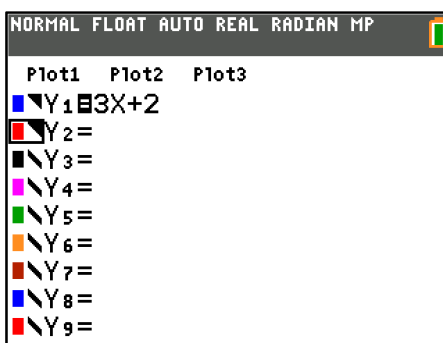 NORMAL FLOAT AUTO REAL RADIAN MP
Plot1 Plot2 Plot3
Y1=3X+2
Y2=
Y3=
Y4=
Y5=
Y6=
Y7=
Y8=
Y9=